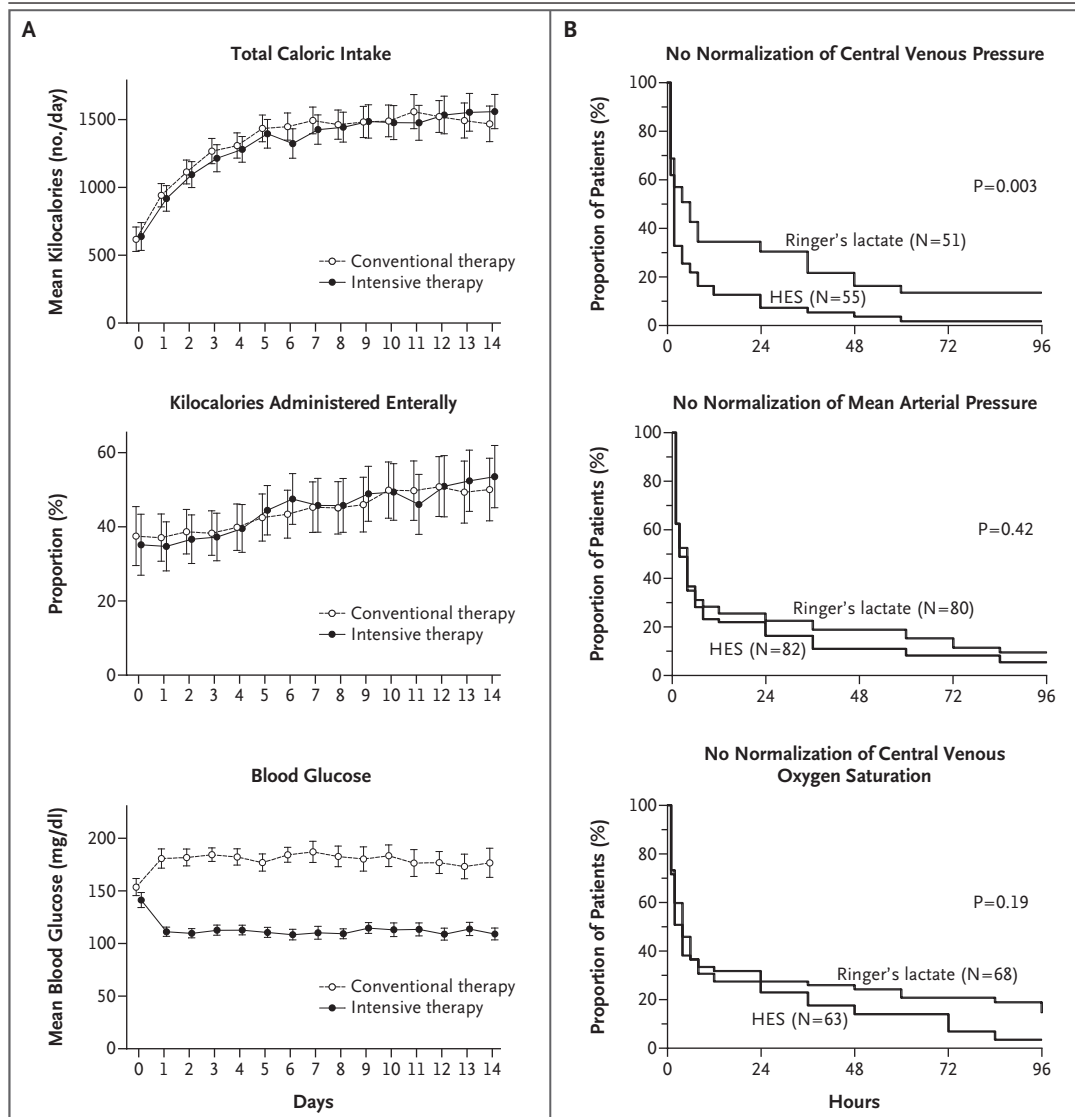 A
Total Caloric Intake
Mean Kilocalories (no./day)
1500
1000
500
0
Conventional therapy
Intensive therapy
0 1 2 3 4 5 6 7 8 9 10 11 12 13 14
Kilocalories Administered Enterally
Proportion (%)
60
40
20
0
Conventional therapy
Intensive therapy
0 1 2 3 4 5 6 7 8 9 10 11 12 13 14
Blood Glucose
Mean Blood Glucose (mg/dl)
200
150
100
50
0
Conventional therapy
Intensive therapy
0 1 2 3 4 5 6 7 8 9 10 11 12 13 14
Days
B
No Normalization of Central Venous Pressure
Proportion of Patients (%)
100
80
60
40
20
0
P=0.003
Ringer's lactate (N=51)
HES (N=55)
0 24 48 72 96
No Normalization of Mean Arterial Pressure
Proportion of Patients (%)
100
80
60
40
20
0
P=0.42
Ringer's lactate (N=80)
HES (N=82)
0 24 48 72 96
No Normalization of Central Venous
Oxygen Saturation
Proportion of Patients (%)
100
80
60
40
20
0
P=0.19
Ringer's lactate (N=68)
HES (N=63)
0 24 48 72 96
Hours